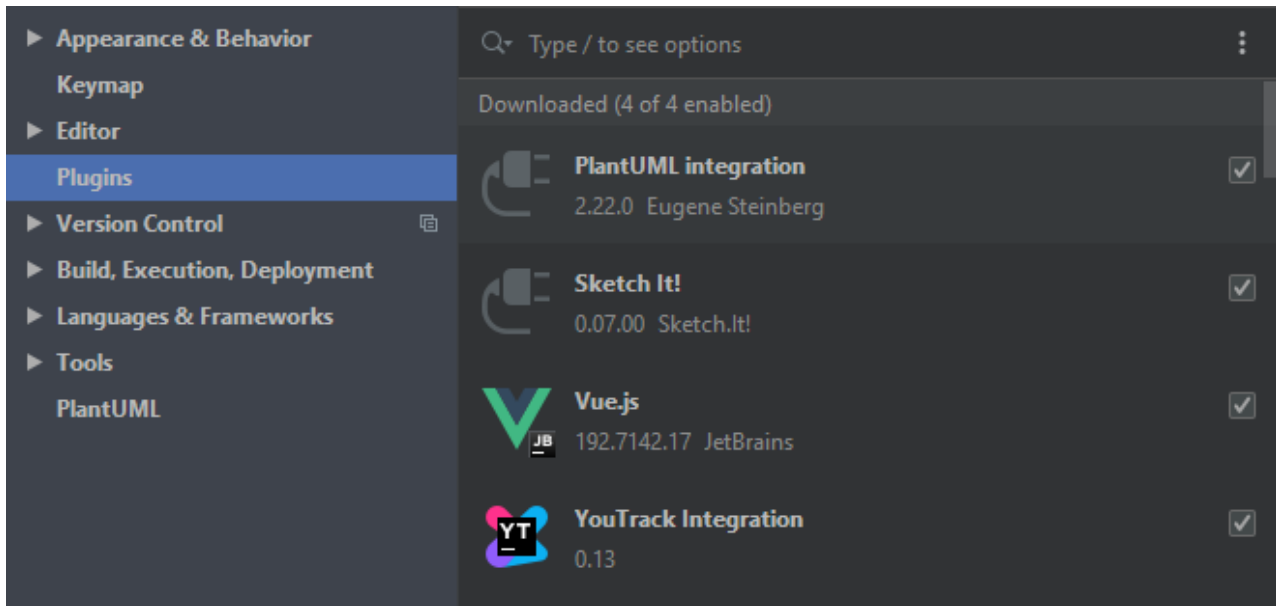 Appearance & Behavior
Keymap
Editor
Plugins
Version Control
Build, Execution, Deployment
Languages & Frameworks
Tools
PlantUML
Type / to see options
Downloaded (4 of 4 enabled)
PlantUML integration
2.22.0 Eugene Steinberg
Sketch It!
0.07.00 Sketch.It!
JB
Vue.js
192.7142.17 JetBrains
YT
YouTrack Integration
0.13